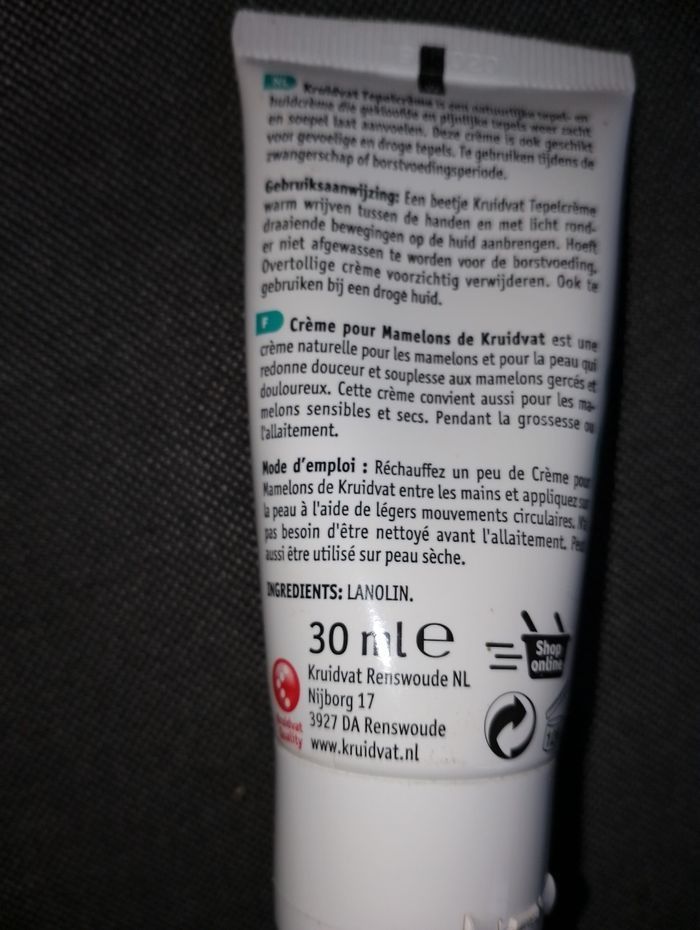 NL Kruidvat Tepelcrème is een natuurlijke tepel- en
huidcrème die gekloofde en pijnlijke tepels weer zacht
en soepel laat aanvoelen. Deze crème is ook geschikt
voor gevoelige en droge tepels. Te gebruiken tijdens de
zwangerschap of borstvoedingsperiode.
Gebruiksaanwijzing: Een beetje Kruidvat Tepelcrème
warm wrijven tussen de handen en met licht rond-
draaiende bewegingen op de huid aanbrengen. Hoeft
er niet afgewassen te worden voor de borstvoeding.
Overtollige crème voorzichtig verwijderen. Ook te
gebruiken bij een droge huid.
F Crème pour Mamelons de Kruidvat est une
crème naturelle pour les mamelons et pour la peau qui
redonne douceur et souplesse aux mamelons gercés et
douloureux. Cette crème convient aussi pour les ma-
melons sensibles et secs. Pendant la grossesse ou
l'allaitement.
Mode d'emploi : Réchauffez un peu de Crème pour
Mamelons de Kruidvat entre les mains et appliquez sur
la peau à l'aide de légers mouvements circulaires.
pas besoin d'être nettoyé avant l'allaitement. Peut
aussi être utilisé sur peau sèche.
INGREDIENTS: LANOLIN.
30 ml e
Shop
online
Kruidvat Renswoude NL
Nijborg 17
3927 DA Renswoude
www.kruidvat.nl
Kruidvat
Quality